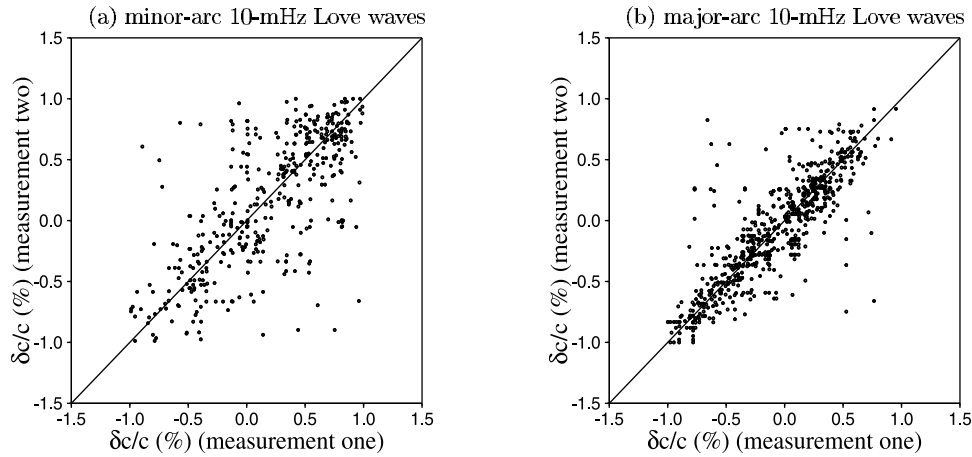 (a) minor-arc 10-mHz Love waves
1.5
1.0
0.5
0.0
-0.5
-1.0
-1.5
δc/c (%) (measurement two)
-1.5 -1.0 -0.5 0.0 0.5 1.0 1.5
δc/c (%) (measurement one)
(b) major-arc 10-mHz Love waves
1.5
1.0
0.5
0.0
-0.5
-1.0
-1.5
δc/c (%) (measurement two)
-1.5 -1.0 -0.5 0.0 0.5 1.0 1.5
δc/c (%) (measurement one)